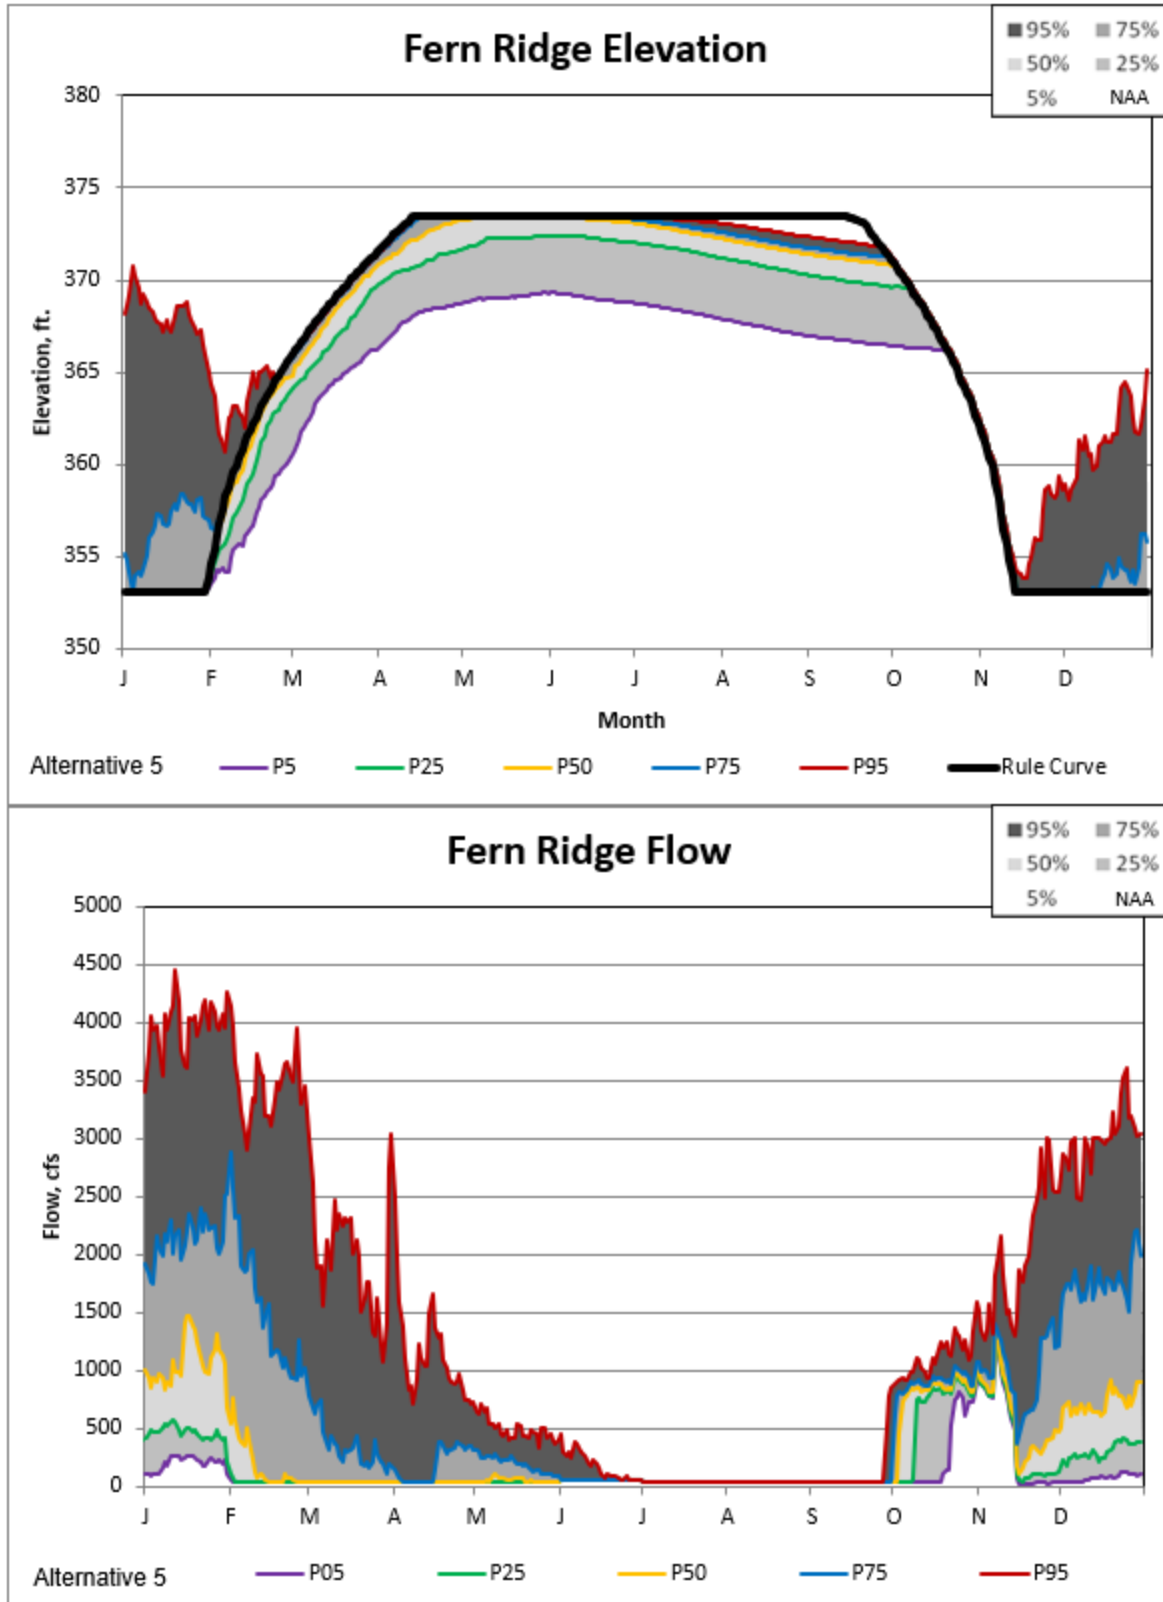 Fern Ridge Elevation
95% 75%
50% 25%
5% NAA
380
375
370
365
360
355
350
Elevation, ft.
J F M A M J J A S O N D
Month
Alternative 5 P5 P25 P50 P75 P95 Rule Curve
Fern Ridge Flow
95% 75%
50% 25%
5% NAA
5000
4500
4000
3500
3000
2500
2000
1500
1000
500
0
Flow, cfs
J F M A M J J A S O N D
Alternative 5 P05 P25 P50 P75 P95